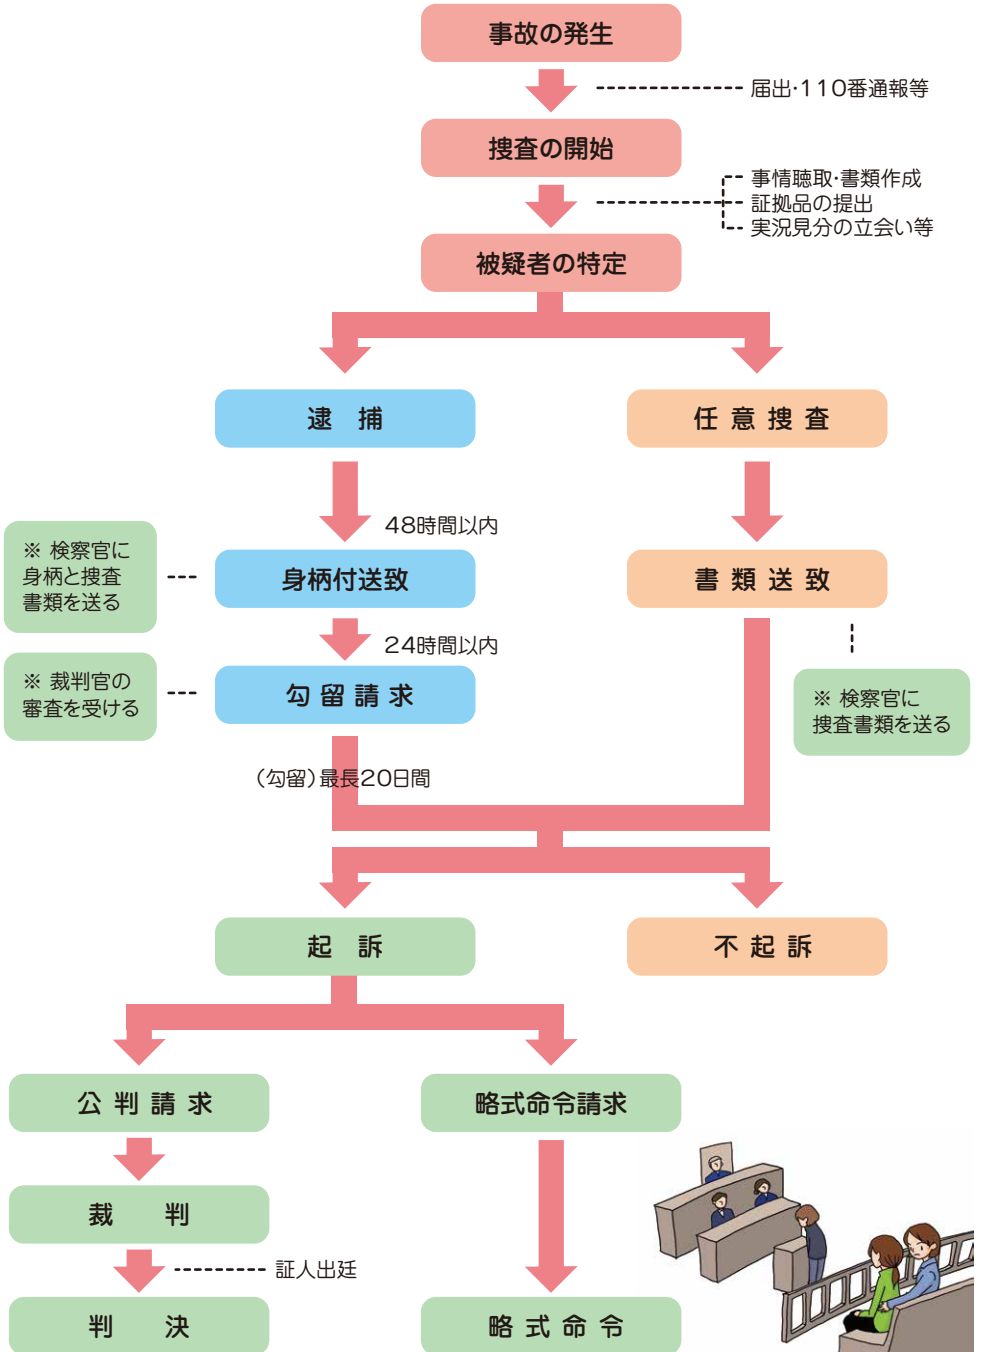 事故の発生
届出・110番通報等
捜査の開始
事情聴取・書類作成
証拠品の提出
実況見分の立会い等
被疑者の特定
逮 捕
任意捜査
48時間以内
※ 検察官に
身柄と捜査
書類を送る
身柄付送致
書類送致
24時間以内
※ 裁判官の
審査を受ける
勾留請求
※ 検察官に
捜査書類を送る
（勾留）最長20日間
起 訴
不起訴
公判請求
略式命令請求
裁 判
証人出廷
判 決
略式命令